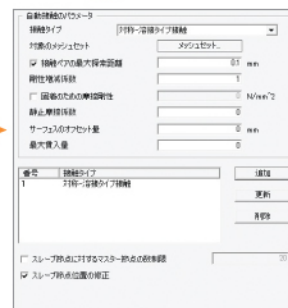 自動接触のパラメータ
接触タイプ 対称-溶接タイプ接触
対象のメッシュセット メッシュセット...
接触ペアの最大探索距離 0.1 mm
剛性増減係数 1
固着のための摩擦剛性 0 N/mm^2
静止摩擦係数 0
サーフェスのオフセット量 0 mm
最大貫入量 0
番号 接触タイプ
1 対称-溶接タイプ接触
追加
更新
削除
スレーブ節点に対するマスター節点の数制限 20
スレーブ節点位置の修正